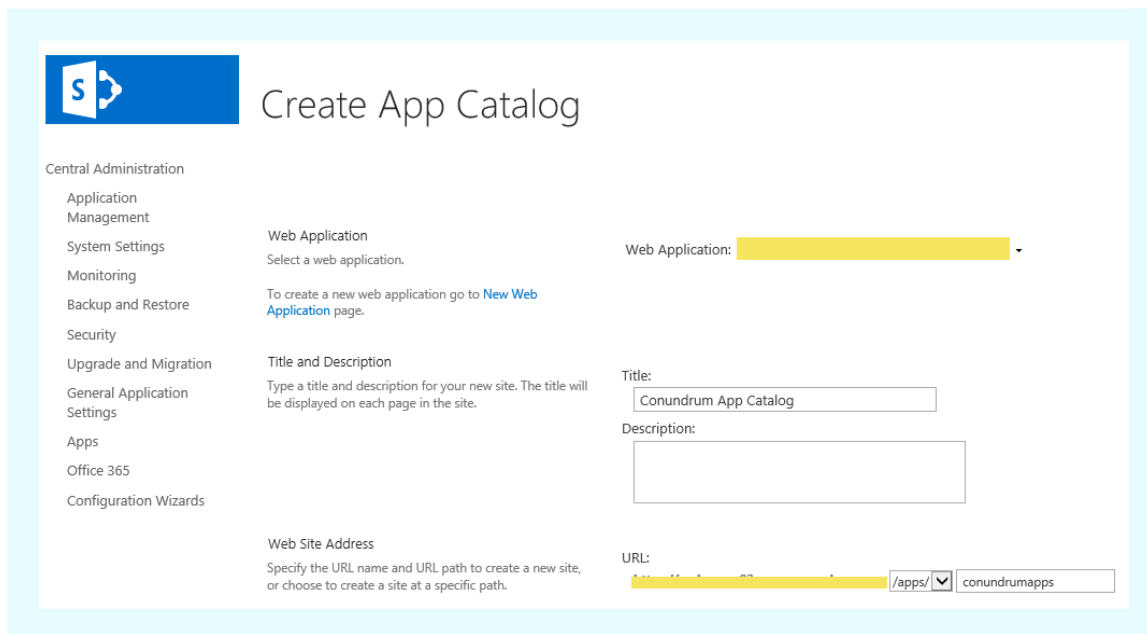 S
Create App Catalog
Central Administration
Application
Management
System Settings
Monitoring
Backup and Restore
Security
Upgrade and Migration
General Application
Settings
Apps
Office 365
Configuration Wizards
Web Application
Select a web application.
To create a new web application go to New Web
Application page.
Web Application:
Title and Description
Type a title and description for your new site. The title will
be displayed on each page in the site.
Title:
Conundrum App Catalog
Description:
Web Site Address
Specify the URL name and URL path to create a new site,
or choose to create a site at a specific path.
URL:
/apps/
conundrumapps